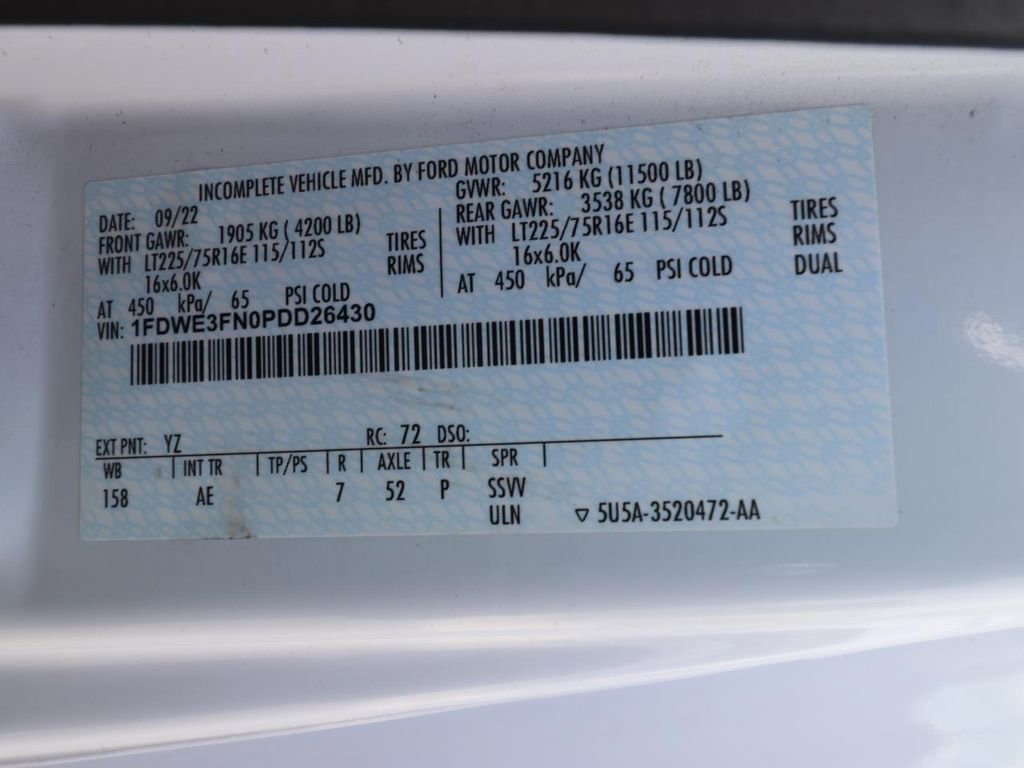 INCOMPLETE VEHICLE MFD. BY FORD MOTOR COMPANY
DATE: 09/22
GVWR: 5216 KG (11500 LB)
FRONT GAWR: 1905 KG ( 4200 LB)
REAR GAWR: 3538 KG ( 7800 LB)
WITH LT225/75R16E 115/112S TIRES
WITH LT225/75R16E 115/112S TIRES
16x6.0K RIMS
16x6.0K RIMS
AT 450 kPa/ 65 PSI COLD
AT 450 kPa/ 65 PSI COLD DUAL
VIN: 1FDWE3FN0PDD26430
EXT PNT: YZ RC: 72 DSO:
WB | INT TR | TP/PS | R | AXLE | TR | SPR |
158 AE 7 52 P SSVV
ULN ▽ 5U5A-3520472-AA